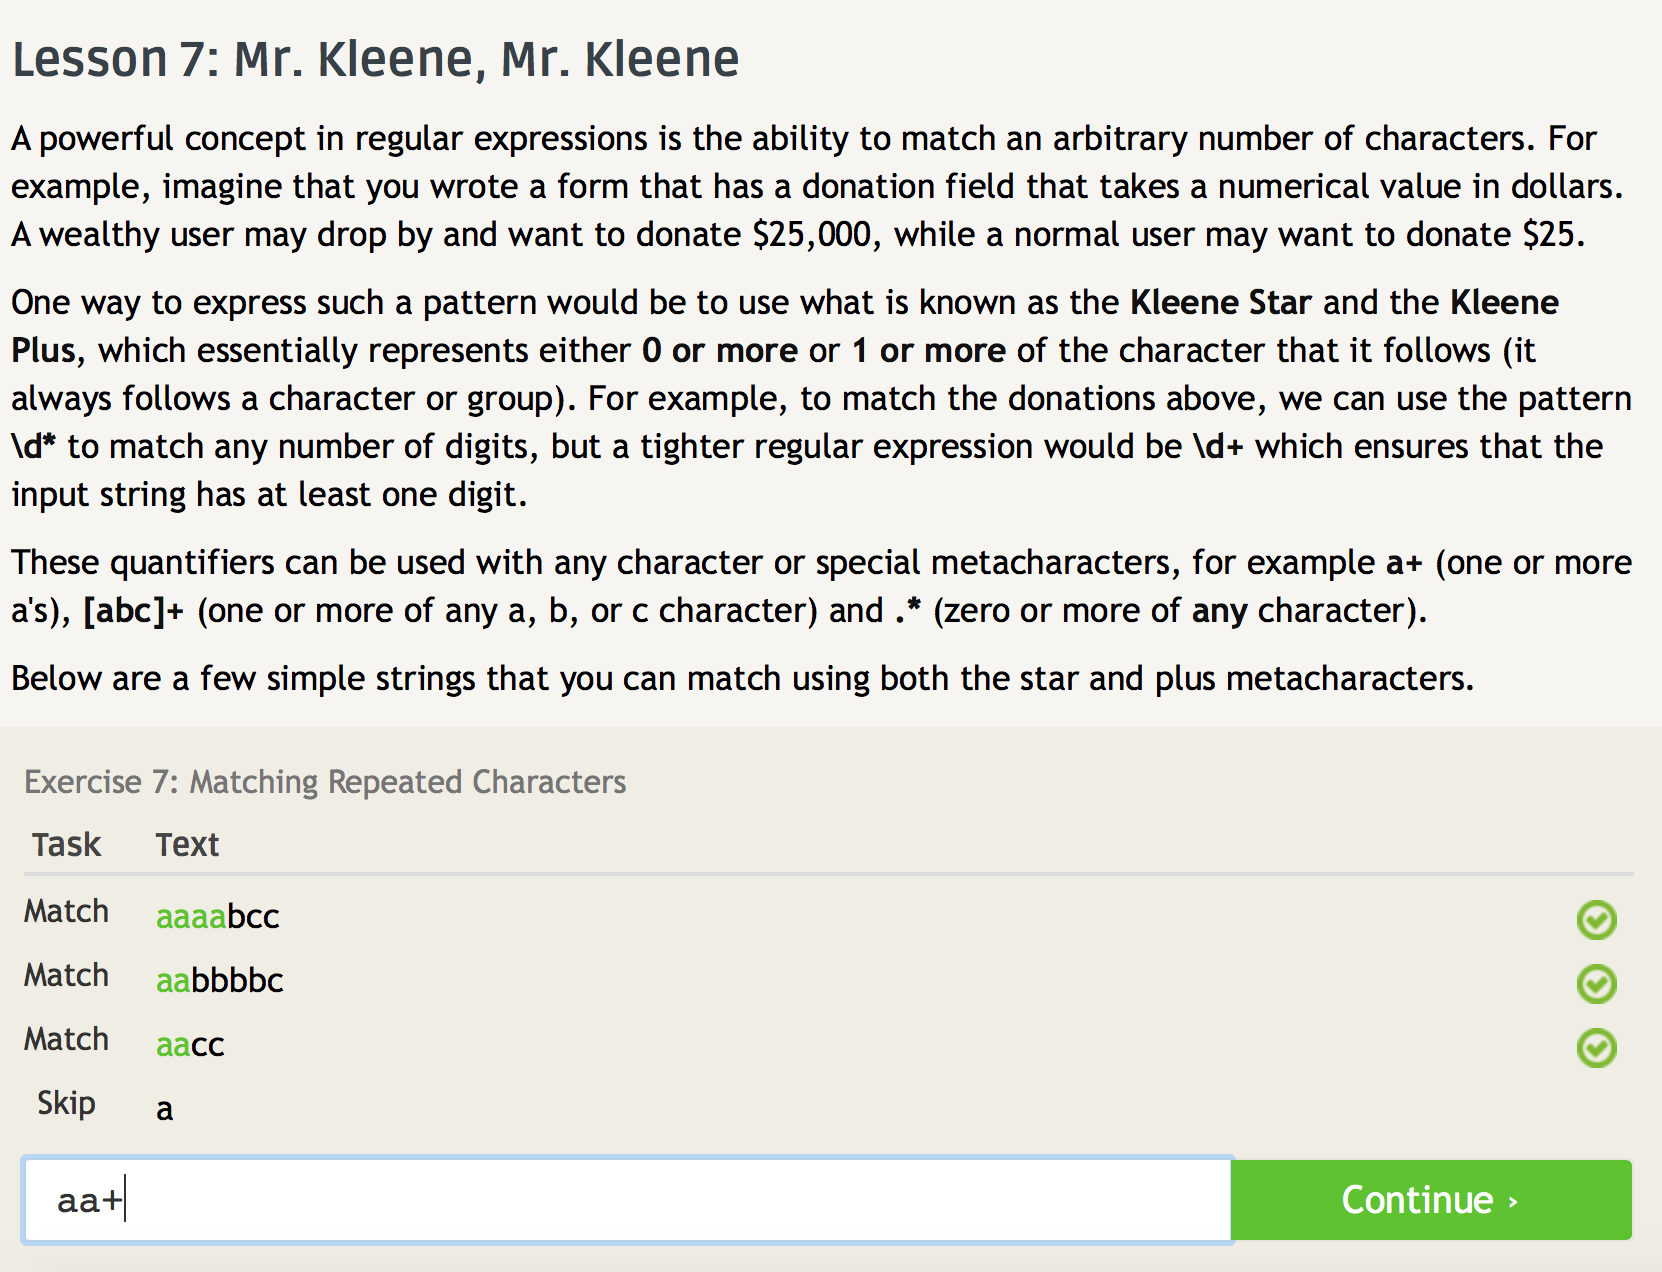 Lesson 7: Mr. Kleene, Mr. Kleene
A powerful concept in regular expressions is the ability to match an arbitrary number of characters. For
example, imagine that you wrote a form that has a donation field that takes a numerical value in dollars.
A wealthy user may drop by and want to donate $25,000, while a normal user may want to donate $25.
One way to express such a pattern would be to use what is known as the Kleene Star and the Kleene
Plus, which essentially represents either 0 or more or 1 or more of the character that it follows (it
always follows a character or group). For example, to match the donations above, we can use the pattern
\d* to match any number of digits, but a tighter regular expression would be \d+ which ensures that the
input string has at least one digit.
These quantifiers can be used with any character or special metacharacters, for example a+ (one or more
a's), [abc]+ (one or more of any a, b, or c character) and .* (zero or more of any character).
Below are a few simple strings that you can match using both the star and plus metacharacters.
Exercise 7: Matching Repeated Characters
Task Text
Match aaaabcc
Match aabbbbc
Match aacc
Skip a
aa+ Continue ›